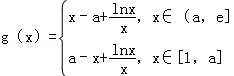 g（x）={
x-a+lnx/x，x∈（a，e]
a-x+lnx/x，x∈[1，a]